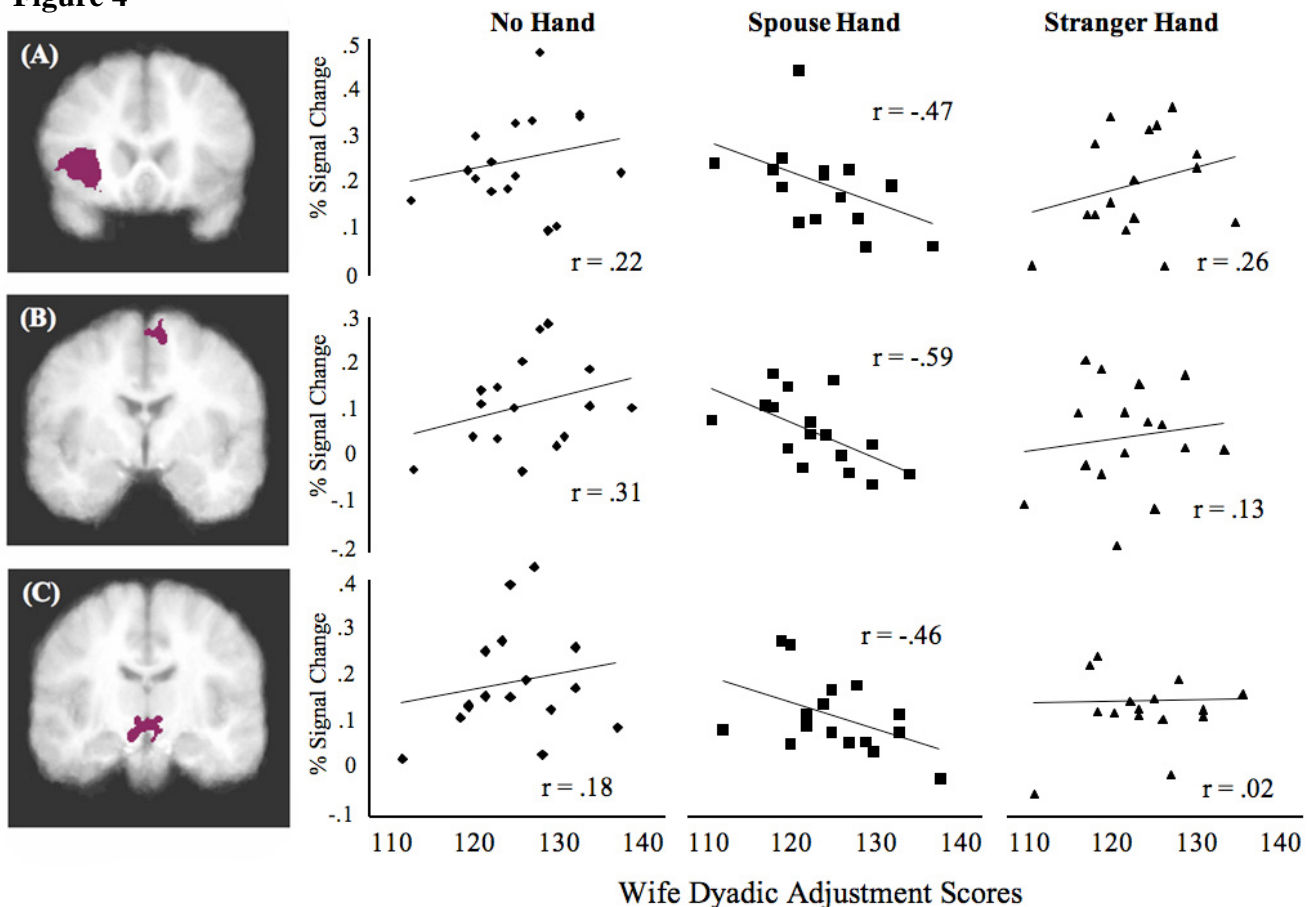 Figure 4
No Hand Spouse Hand Stranger Hand
(A)
% Signal Change
.5
.4
.3
.2
.1
0
r = .22
r = -.47
r = .26
(B)
% Signal Change
.3
.2
.1
0
-.1
-.2
r = .31
r = -.59
r = .13
(C)
% Signal Change
.4
.3
.2
.1
0
-.1
r = .18
r = -.46
r = .02
110 120 130 140 110 120 130 140 110 120 130 140
Wife Dyadic Adjustment Scores